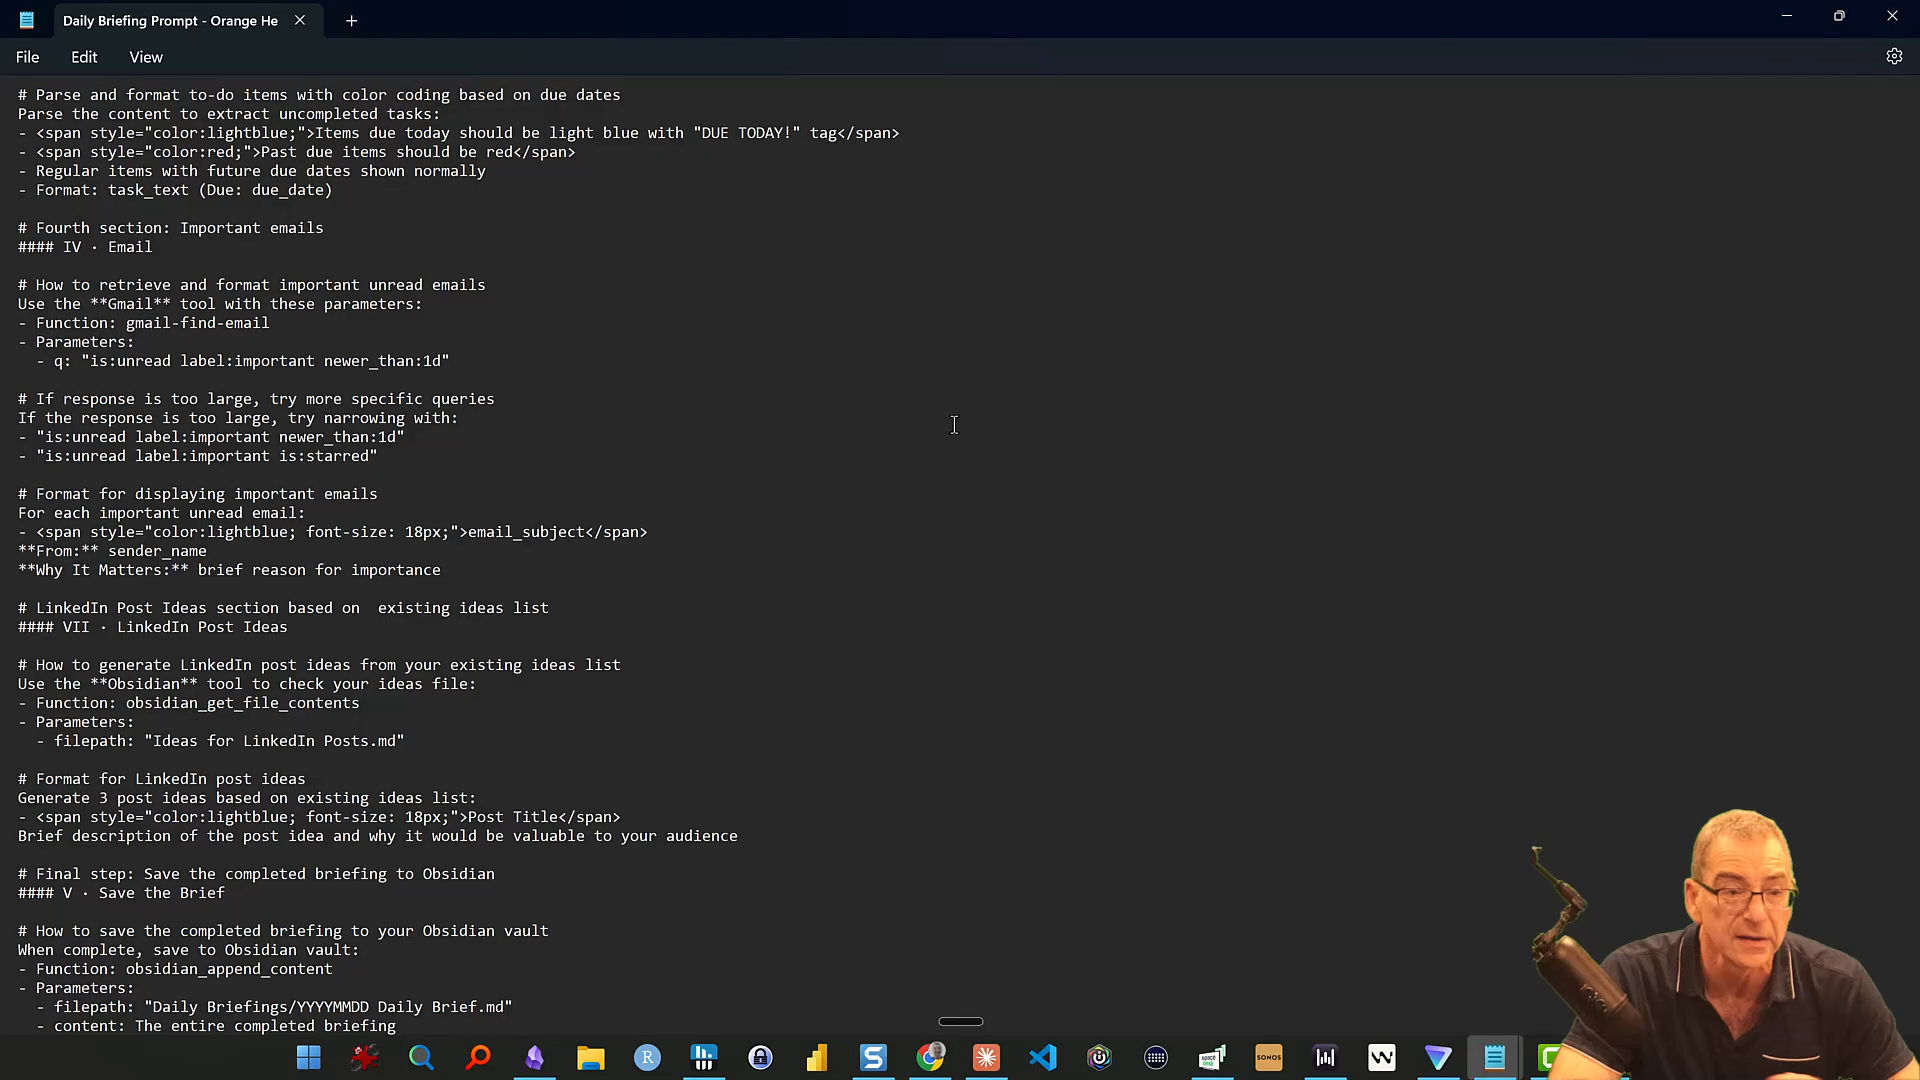 Daily Briefing Prompt - Orange He
File Edit View
# Parse and format to-do items with color coding based on due dates
Parse the content to extract uncompleted tasks:
- <span style="color:lightblue;">Items due today should be light blue with "DUE TODAY!" tag</span>
- <span style="color:red;">Past due items should be red</span>
- Regular items with future due dates shown normally
- Format: task_text (Due: due_date)
# Fourth section: Important emails
#### IV · Email
# How to retrieve and format important unread emails
Use the **Gmail** tool with these parameters:
- Function: gmail-find-email
- Parameters:
  - q: "is:unread label:important newer_than:1d"
# If response is too large, try more specific queries
If the response is too large, try narrowing with:
- "is:unread label:important newer_than:1d"
- "is:unread label:important is:starred"
# Format for displaying important emails
For each important unread email:
- <span style="color:lightblue; font-size: 18px;">email_subject</span>
**From:** sender_name
**Why It Matters:** brief reason for importance
# LinkedIn Post Ideas section based on  existing ideas list
#### VII · LinkedIn Post Ideas
# How to generate LinkedIn post ideas from your existing ideas list
Use the **Obsidian** tool to check your ideas file:
- Function: obsidian_get_file_contents
- Parameters:
  - filepath: "Ideas for LinkedIn Posts.md"
# Format for LinkedIn post ideas
Generate 3 post ideas based on existing ideas list:
- <span style="color:lightblue; font-size: 18px;">Post Title</span>
Brief description of the post idea and why it would be valuable to your audience
# Final step: Save the completed briefing to Obsidian
#### V · Save the Brief
# How to save the completed briefing to your Obsidian vault
When complete, save to Obsidian vault:
- Function: obsidian_append_content
- Parameters:
  - filepath: "Daily Briefings/YYYYMMDD Daily Brief.md"
  - content: The entire completed briefing
R
S
space desk
SONOS
W